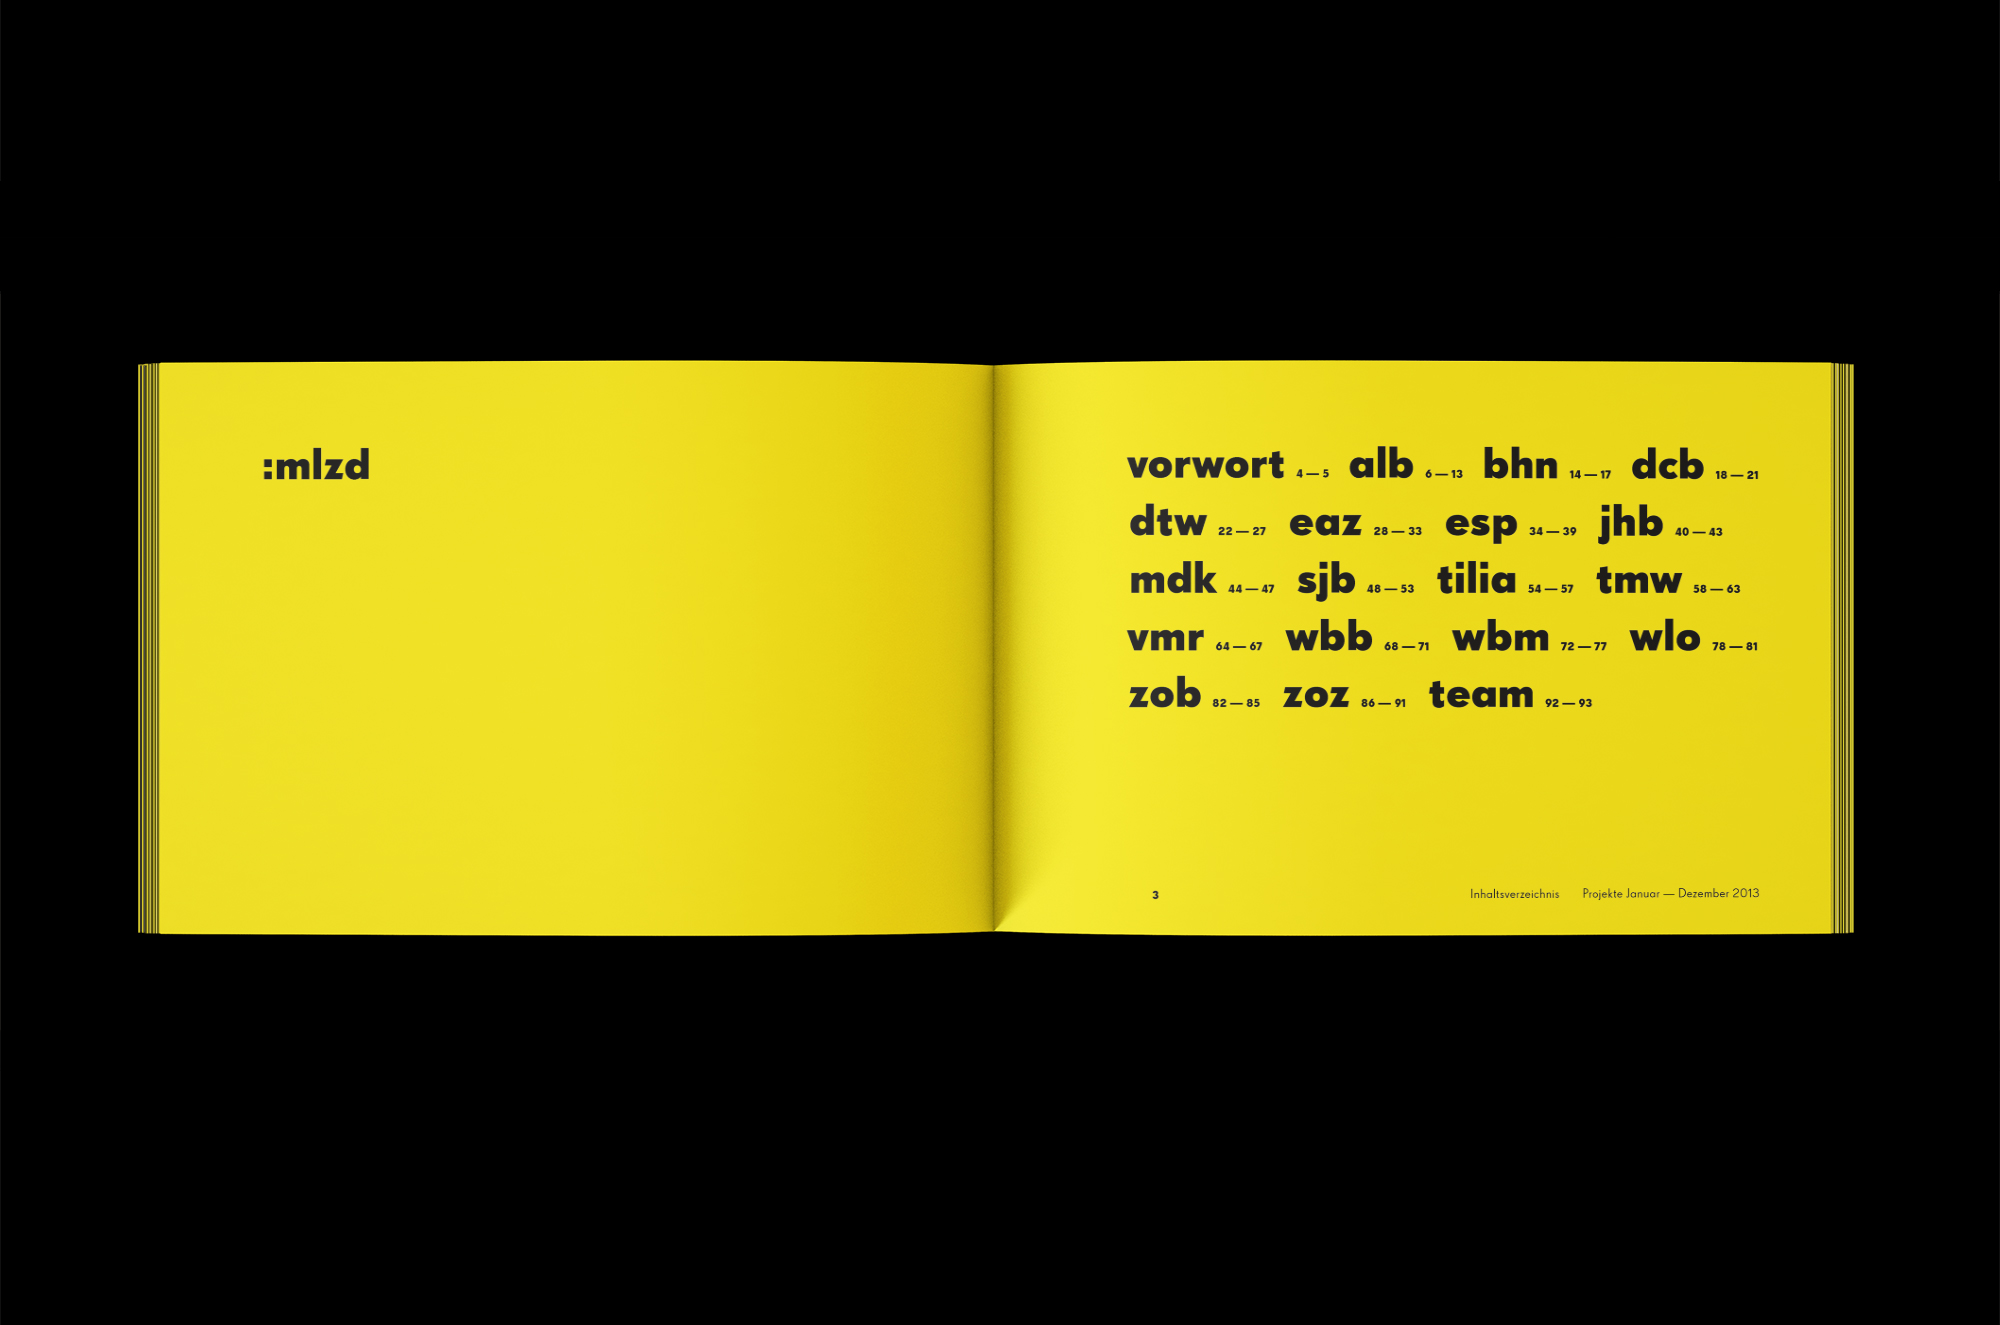 :mlzd
vorwort 4 — 5 alb 6 — 13 bhn 14 — 17 dcb 18 — 21
dtw 22 — 27 eaz 28 — 33 esp 34 — 39 jhb 40 — 43
mdk 44 — 47 sjb 48 — 53 tilia 54 — 57 tmw 58 — 63
vmr 64 — 67 wbb 68 — 71 wbm 72 — 77 wlo 78 — 81
zob 82 — 85 zoz 86 — 91 team 92 — 93
3 Inhaltsverzeichnis Projekte Januar — Dezember 2013